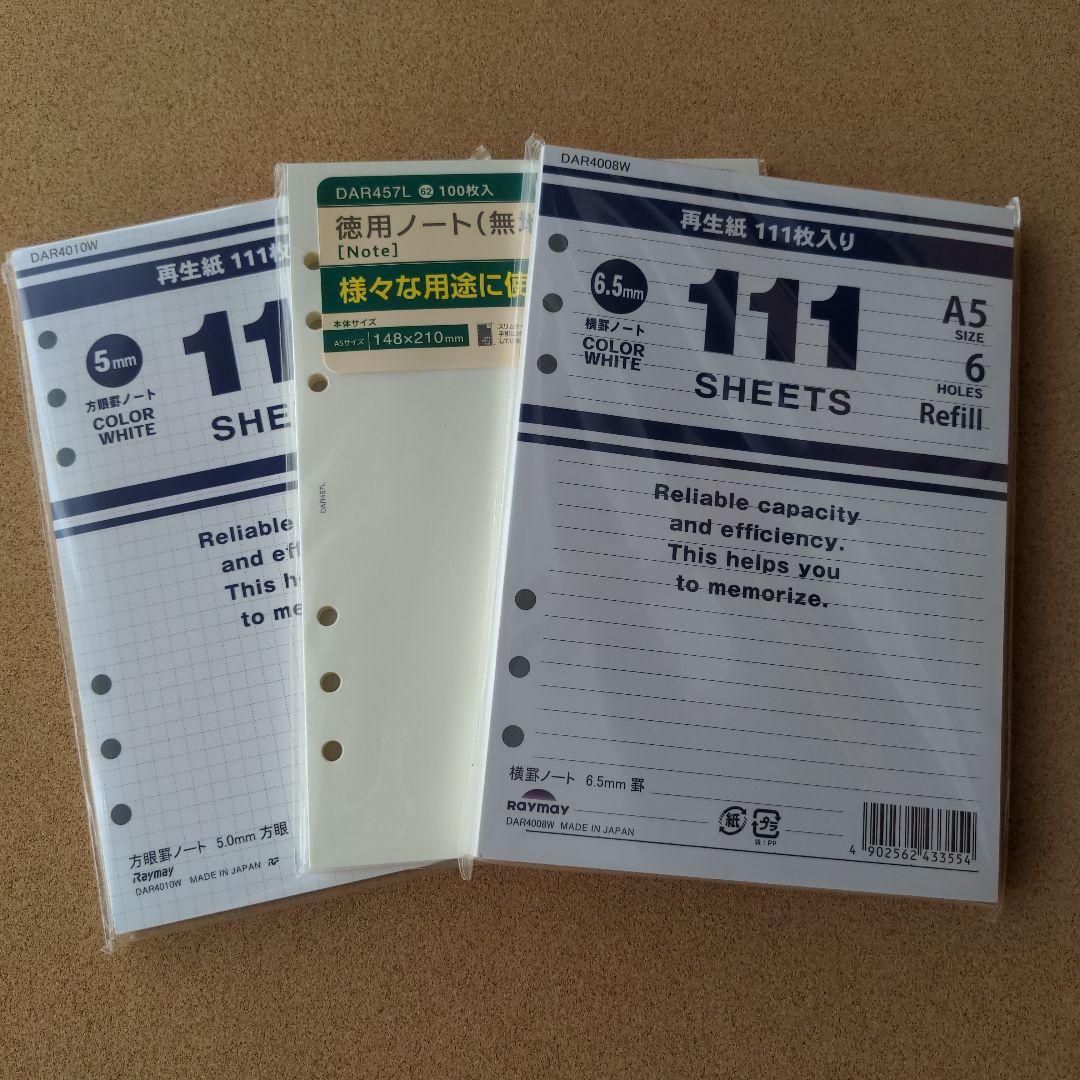 DAR4010W
再生紙 111枚
5mm
方眼罫ノート
COLOR
WHITE
11
SHE
Reliable
and
This
to
方眼罫ノート 5.0mm 方眼
Raymay
DAR4010W MADE IN JAPAN
DAR457L 62 100枚入
徳用ノート(無
[Note]
様々な用途に使
本体サイズ
A5サイズ 148×210mm
DAR457L
DAR4008W
再生紙 111枚入り
6.5mm
横罫ノート
COLOR
WHITE
111
SHEETS
A5
SIZE
6
HOLES
Refill
Reliable capacity
and efficiency.
This helps you
to memorize.
横罫ノート 6.5mm 罫
RAYMAY
DAR4008W MADE IN JAPAN
紙
プラ
袋:PP
4 902562 433554